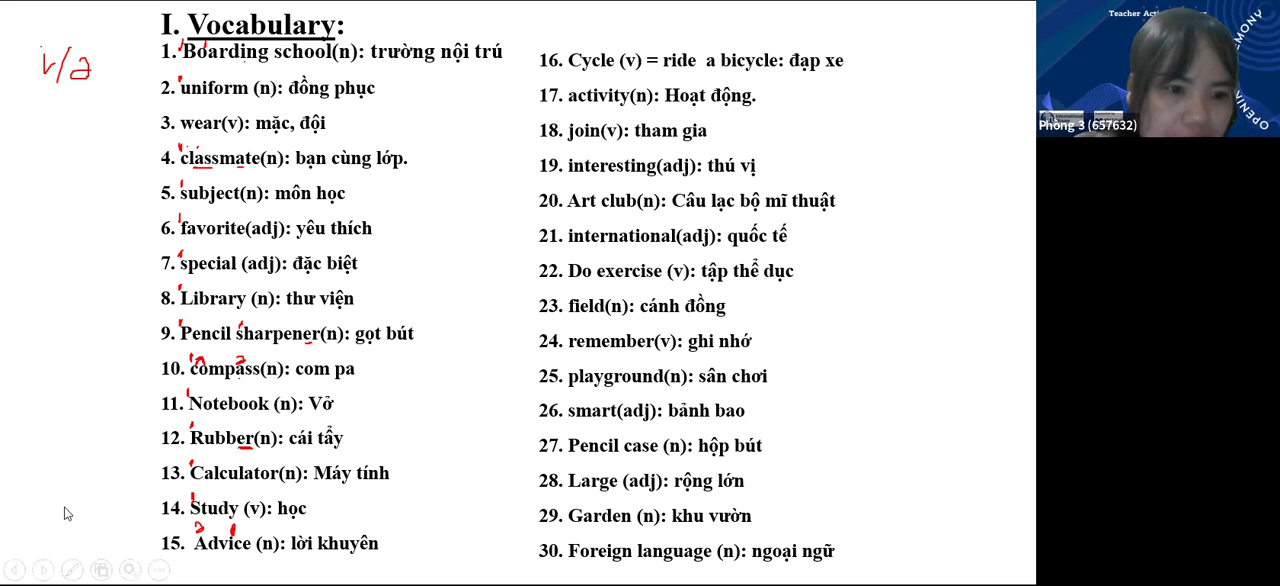 I. Vocabulary:
1. Boarding school(n): trường nội trú
2. uniform (n): đồng phục
3. wear(v): mặc, đội
4. classmate(n): bạn cùng lớp.
5. subject(n): môn học
6. favorite(adj): yêu thích
7. special (adj): đặc biệt
8. Library (n): thư viện
9. Pencil sharpener(n): gọt bút
10. compass(n): com pa
11. Notebook (n): Vở
12. Rubber(n): cái tẩy
13. Calculator(n): Máy tính
14. Study (v): học
15. Advice (n): lời khuyên
16. Cycle (v) = ride a bicycle: đạp xe
17. activity(n): Hoạt động.
18. join(v): tham gia
19. interesting(adj): thú vị
20. Art club(n): Câu lạc bộ mĩ thuật
21. international(adj): quốc tế
22. Do exercise (v): tập thể dục
23. field(n): cánh đồng
24. remember(v): ghi nhớ
25. playground(n): sân chơi
26. smart(adj): bảnh bao
27. Pencil case (n): hộp bút
28. Large (adj): rộng lớn
29. Garden (n): khu vườn
30. Foreign language (n): ngoại ngữ
Teacher
Phòng 3 (657632)